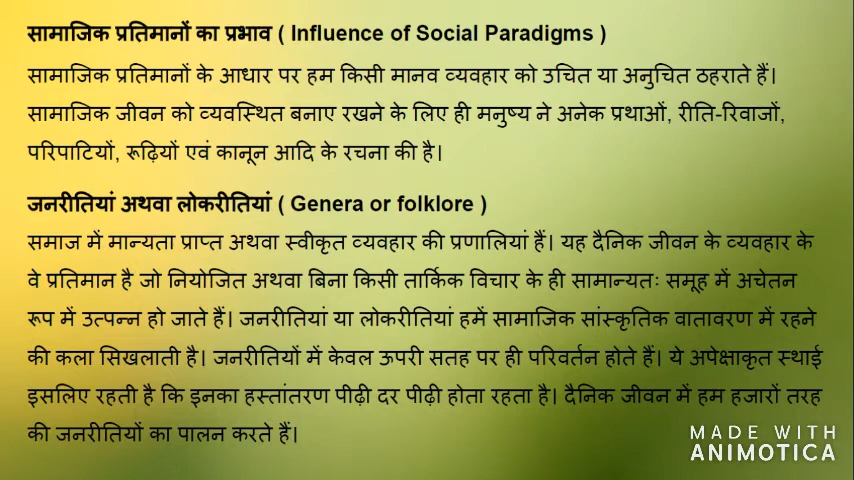 सामाजिक प्रतिमानों का प्रभाव ( Influence of Social Paradigms )
सामाजिक प्रतिमानों के आधार पर हम किसी मानव व्यवहार को उचित या अनुचित ठहराते हैं।
सामाजिक जीवन को व्यवस्थित बनाए रखने के लिए ही मनुष्य ने अनेक प्रथाओं, रीति-रिवाजों,
परिपाटियों, रूढ़ियों एवं कानून आदि के रचना की है।
जनरीतियां अथवा लोकरीतियां ( Genera or folklore )
समाज में मान्यता प्राप्त अथवा स्वीकृत व्यवहार की प्रणालियां हैं। यह दैनिक जीवन के व्यवहार के
वे प्रतिमान है जो नियोजित अथवा बिना किसी तार्किक विचार के ही सामान्यतः समूह में अचेतन
रूप में उत्पन्न हो जाते हैं। जनरीतियां या लोकरीतियां हमें सामाजिक सांस्कृतिक वातावरण में रहने
की कला सिखलाती है। जनरीतियों में केवल ऊपरी सतह पर ही परिवर्तन होते हैं। ये अपेक्षाकृत स्थाई
इसलिए रहती है कि इनका हस्तांतरण पीढ़ी दर पीढ़ी होता रहता है। दैनिक जीवन में हम हजारों तरह
की जनरीतियों का पालन करते हैं।
MADE WITH
ANIMOTICA